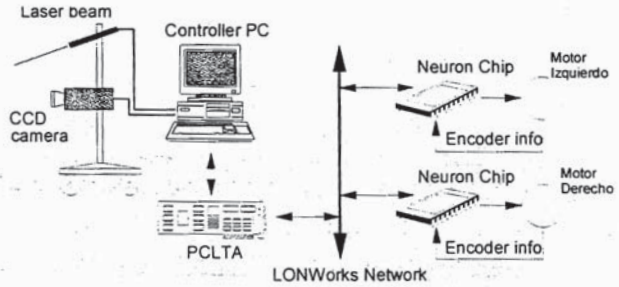 Laser beam
Controller PC
CCD
camera
PCLTA
LONWorks Network
Neuron Chip
Motor
Izquierdo
Encoder info
Neuron Chip
Motor
Derecho
Encoder info